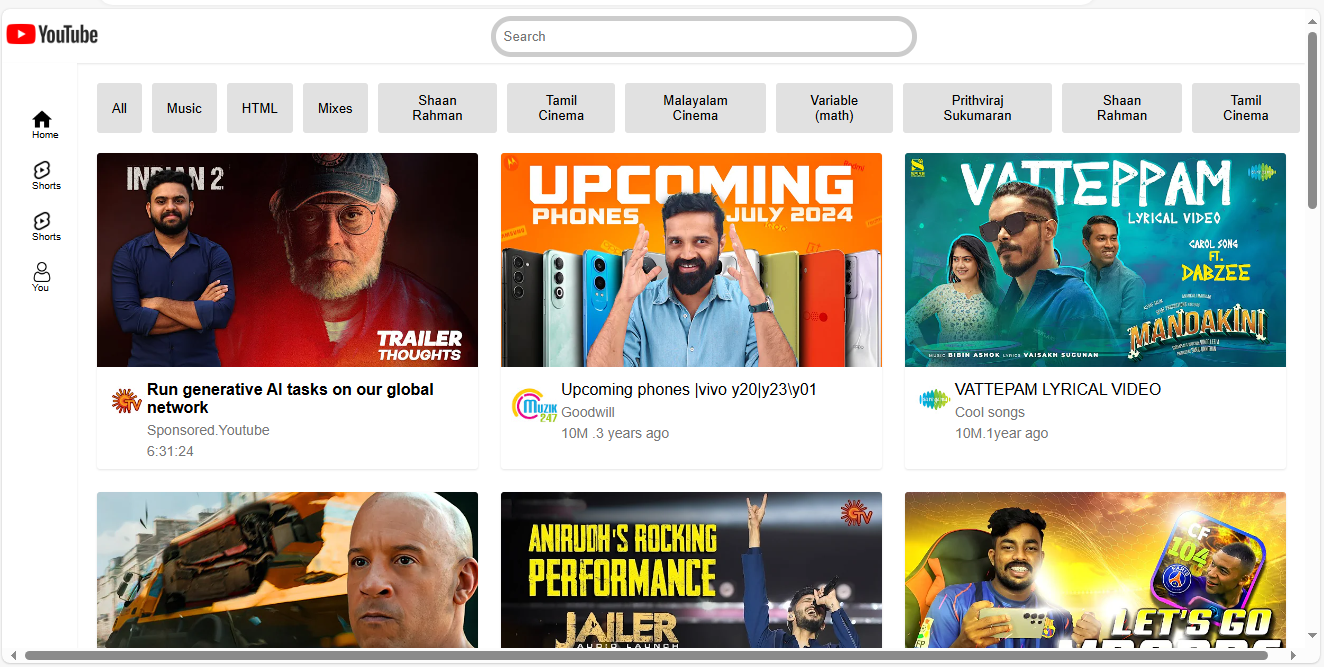 YouTube
Search
All
Music
HTML
Mixes
Shaan
Rahman
Tamil
Cinema
Malayalam
Cinema
Variable
(math)
Prithviraj
Sukumaran
Shaan
Rahman
Tamil
Cinema
Home
Shorts
Shorts
You
INDIAN 2
TRAILER
THOUGHTS
Run generative AI tasks on our global
network
Sponsored.Youtube
6:31:24
UPCOMING
PHONES JULY 2024
MUZIK
247
Upcoming phones |vivo y20|y23\y01
Goodwill
10M .3 years ago
VATTEPPAM
LYRICAL VIDEO
CAROL SONG
FT.
DABZEE
MANDAKINI
MUSIC BIBIN ASHOK LYRICS VAISAKH SUGUNAN
VATTEPAM LYRICAL VIDEO
Cool songs
10M.1year ago
ANIRUDH'S ROCKING
PERFORMANCE
JAILER
AUDIO LAUNCH
CF
104
LET'S GO